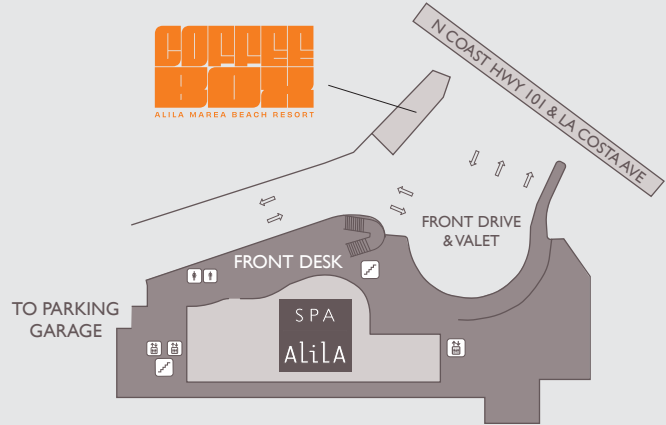 COFFEE
BOX
ALILA MAREA BEACH RESORT
N COAST HWY 101 & LA COSTA AVE
FRONT DRIVE
& VALET
FRONT DESK
TO PARKING
GARAGE
SPA
ALiLA